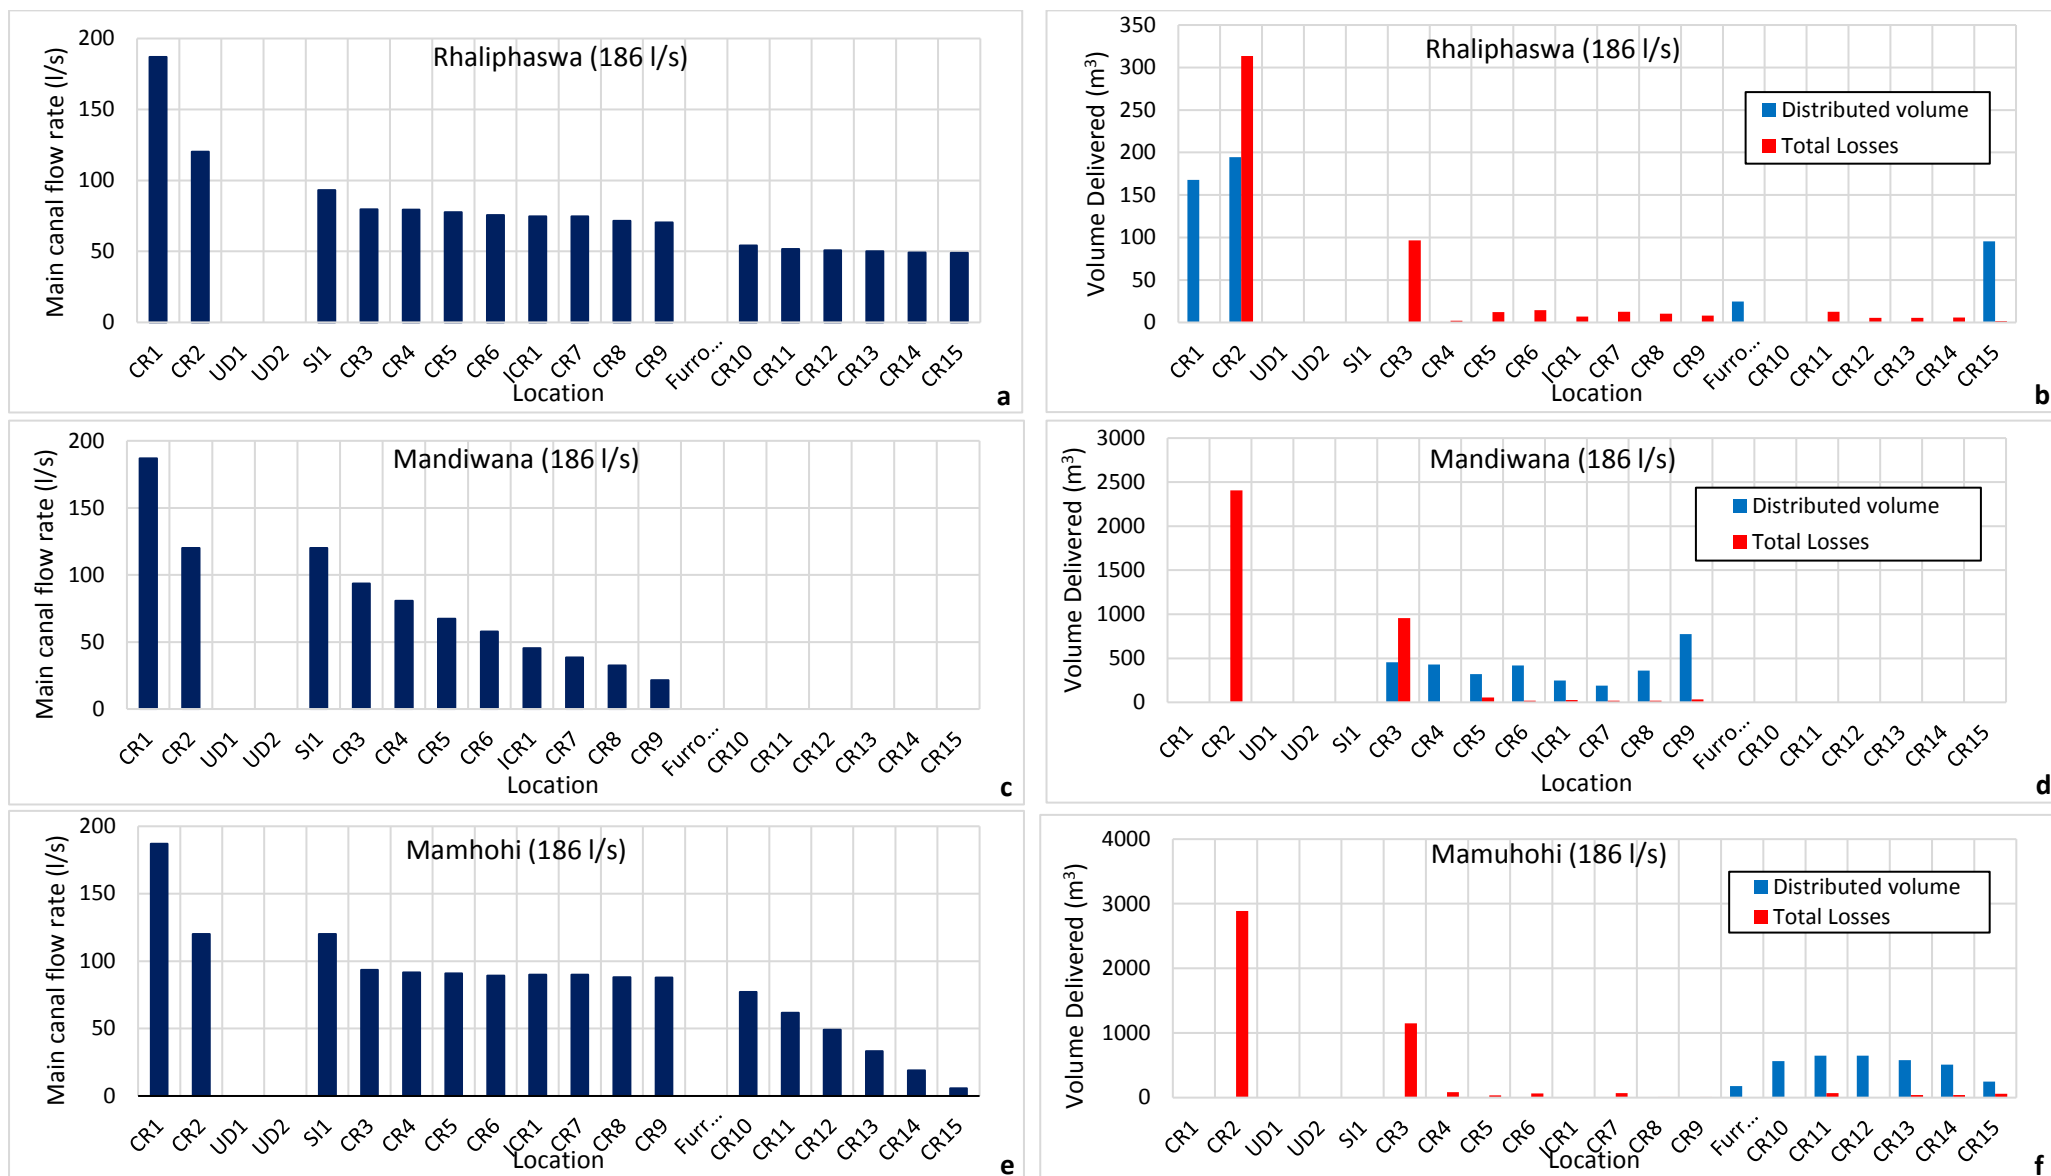 Rhaliphaswa (186 l/s)
Main canal flow rate (l/s)
200
150
100
50
0
CR1 CR2 UD1 UD2 SI1 CR3 CR4 CR5 CR6 ICR1 CR7 CR8 CR9 Furro... CR10 CR11 CR12 CR13 CR14 CR15
Location
a
Rhaliphaswa (186 l/s)
Volume Delivered (m³)
350
300
250
200
150
100
50
0
Distributed volume
Total Losses
CR1 CR2 UD1 UD2 SI1 CR3 CR4 CR5 CR6 ICR1 CR7 CR8 CR9 Furro... CR10 CR11 CR12 CR13 CR14 CR15
Location
b
Mandiwana (186 l/s)
Main canal flow rate (l/s)
200
150
100
50
0
CR1 CR2 UD1 UD2 SI1 CR3 CR4 CR5 CR6 ICR1 CR7 CR8 CR9 Furro... CR10 CR11 CR12 CR13 CR14 CR15
Location
c
Mandiwana (186 l/s)
Volume Delivered (m³)
3000
2500
2000
1500
1000
500
0
Distributed volume
Total Losses
CR1 CR2 UD1 UD2 SI1 CR3 CR4 CR5 CR6 ICR1 CR7 CR8 CR9 Furro... CR10 CR11 CR12 CR13 CR14 CR15
Location
d
Mamhohi (186 l/s)
Main canal flow rate (l/s)
200
150
100
50
0
CR1 CR2 UD1 UD2 SI1 CR3 CR4 CR5 CR6 ICR1 CR7 CR8 CR9 Furr... CR10 CR11 CR12 CR13 CR14 CR15
Location
e
Mamuhohi (186 l/s)
Volume Delivered (m³)
4000
3000
2000
1000
0
Distributed volume
Total Losses
CR1 CR2 UD1 UD2 SI1 CR3 CR4 CR5 CR6 ICR1 CR7 CR8 CR9 Furr... CR10 CR11 CR12 CR13 CR14 CR15
Location
f